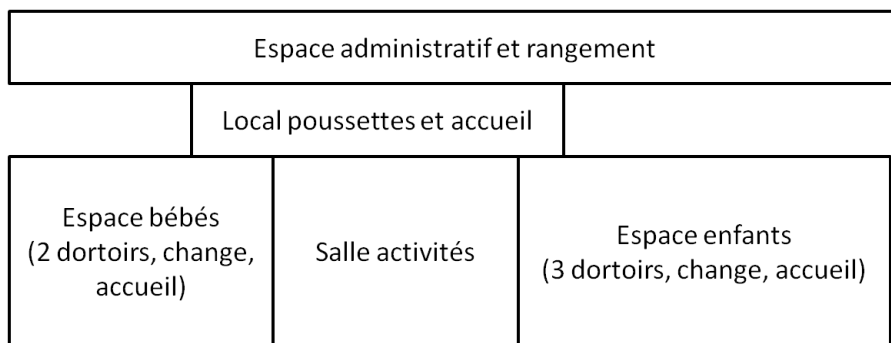 Espace administratif et rangement
Local poussettes et accueil
Espace bébés
(2 dortoirs, change,
accueil)
Salle activités
Espace enfants
(3 dortoirs, change, accueil)